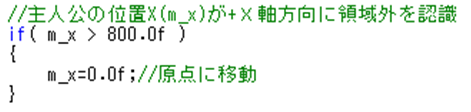 //主人公の位置X(m_x)が+X軸方向に領域外を認識
if( m_x > 800.0f )
{
    m_x=0.0f;//原点に移動
}